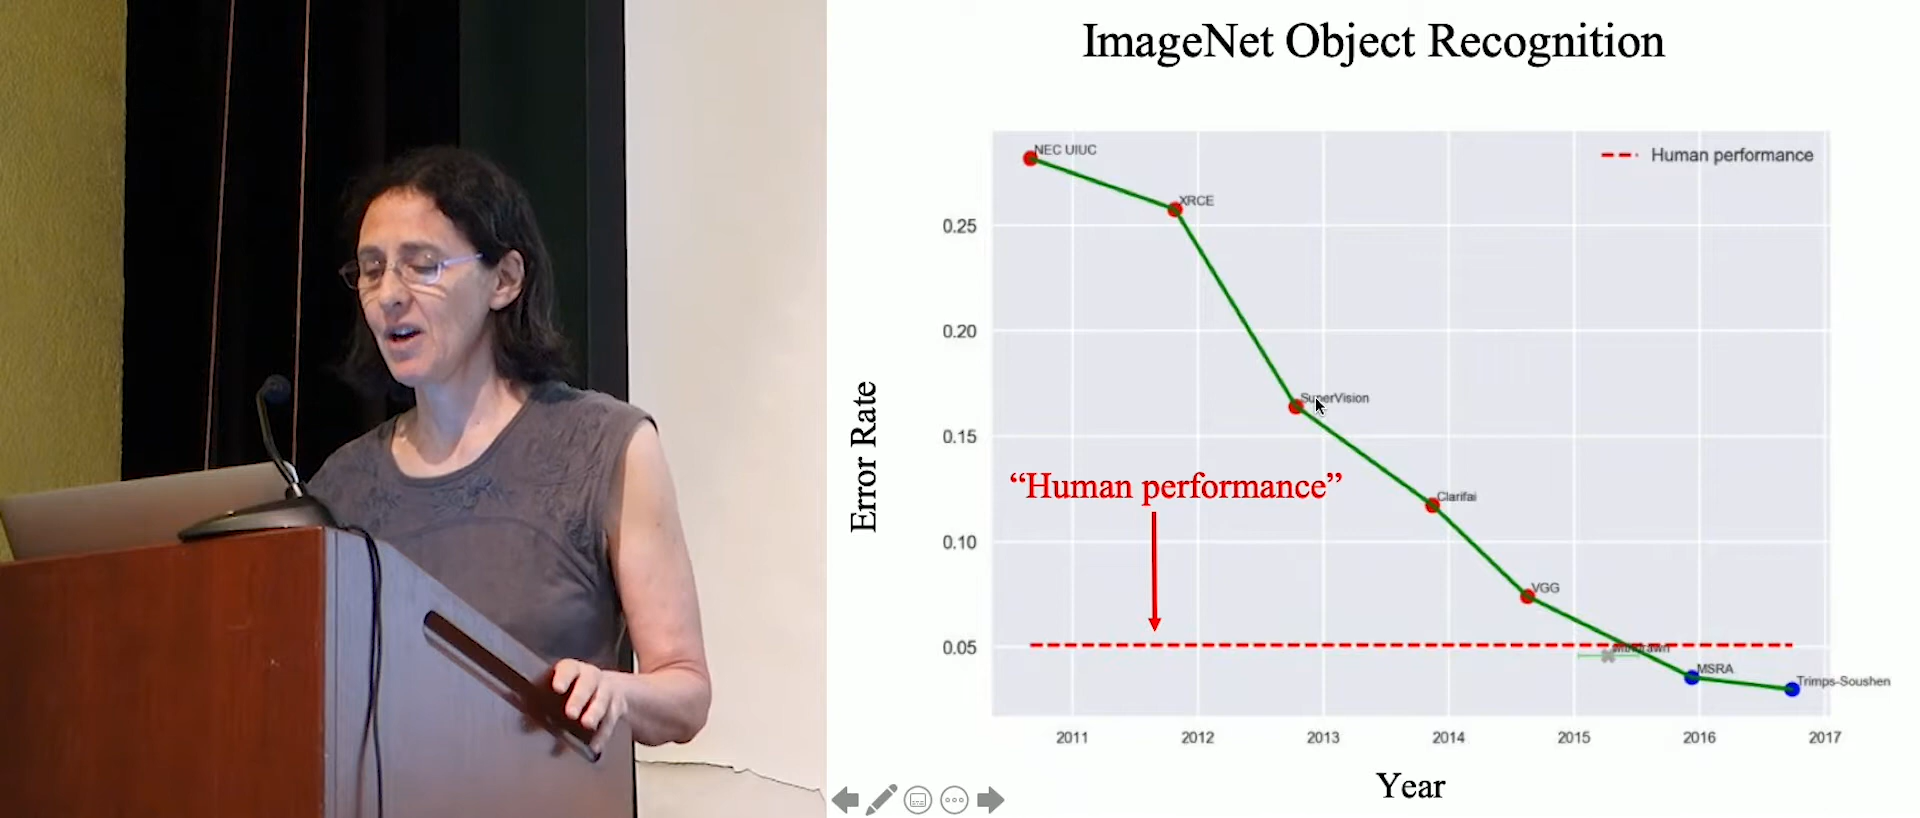 ImageNet Object Recognition
NEC UIUC
Human performance
XRCE
0.25
0.20
SuperVision
0.15
"Human performance"
Clarifai
0.10
VGG
0.05
withdrawn
MSRA
Trimps-Soushen
2011 2012 2013 2014 2015 2016 2017
Error Rate
Year